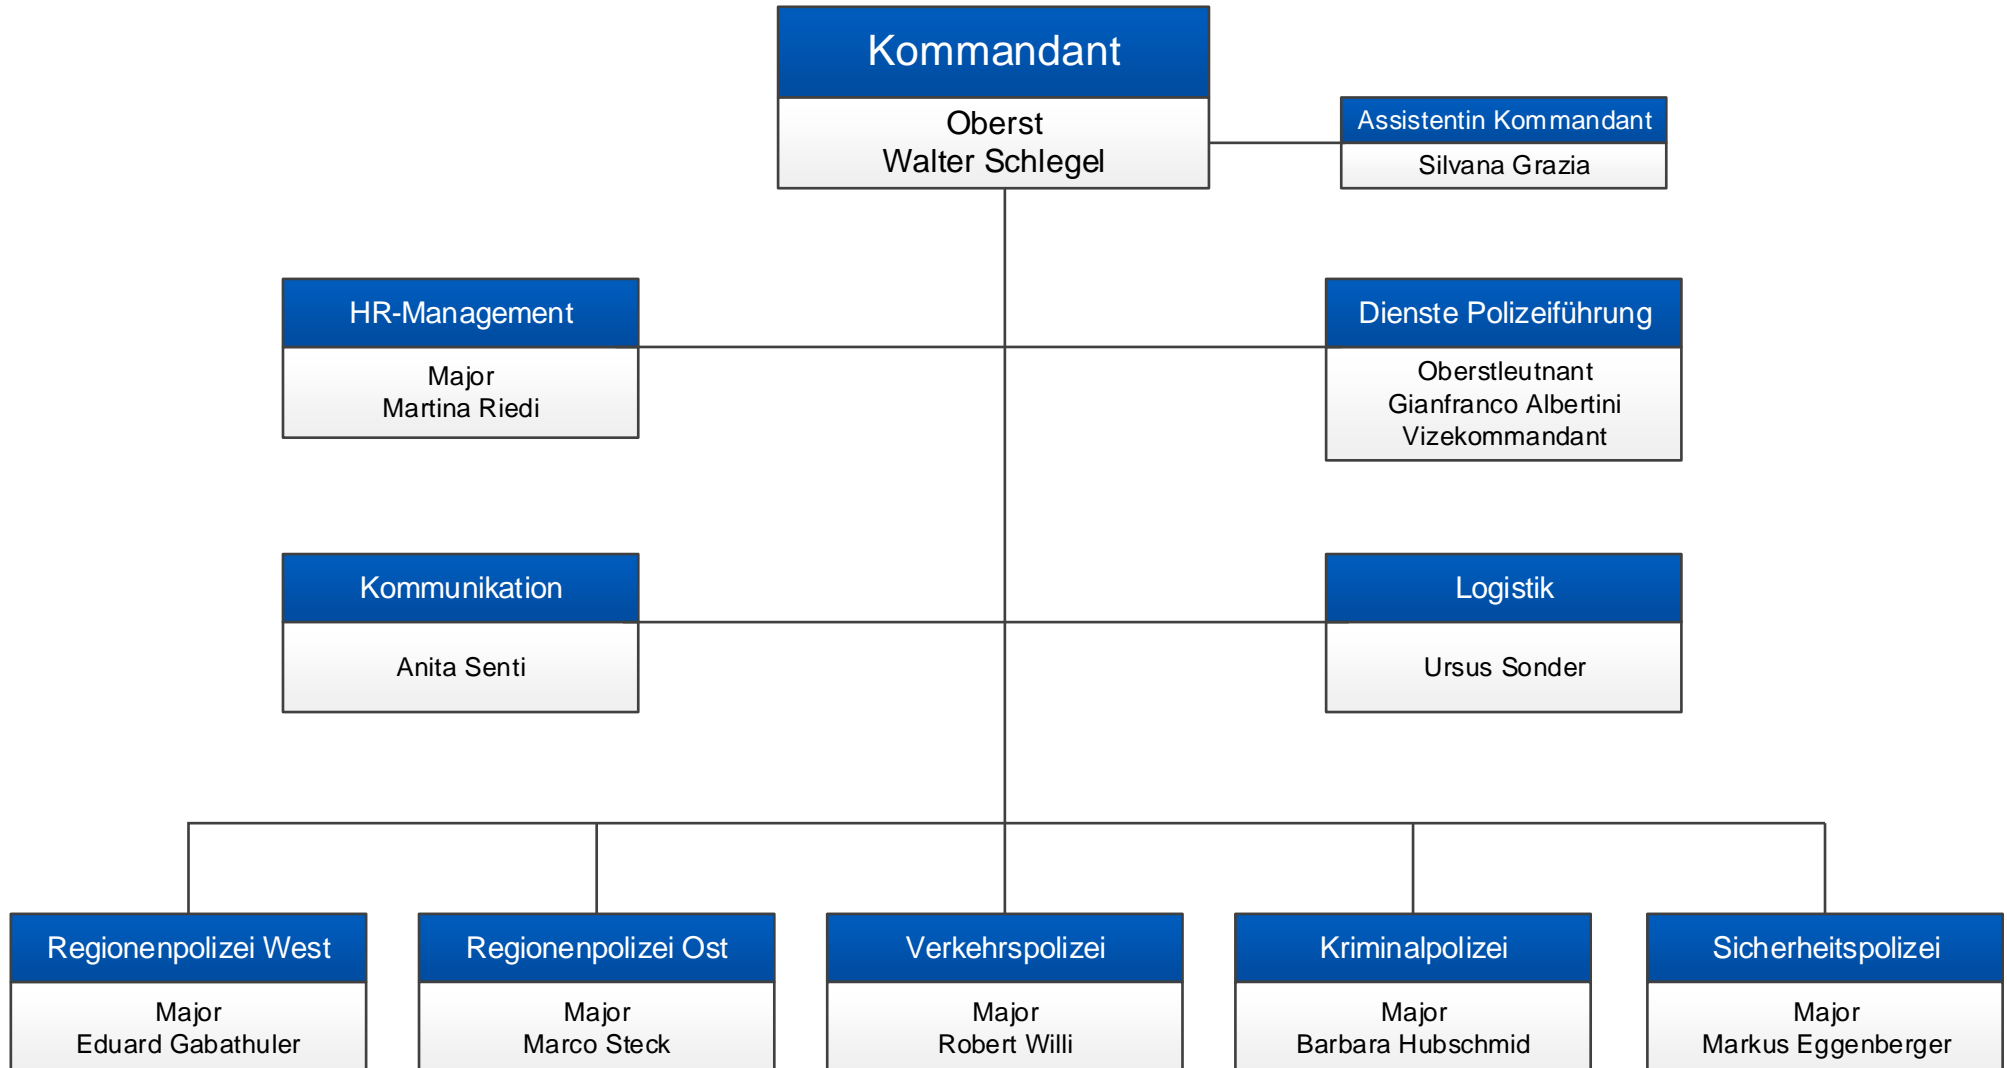 Kommandant
Oberst
Walter Schlegel
Assistentin Kommandant
Silvana Grazia
HR-Management
Major
Martina Riedi
Dienste Polizeiführung
Oberstleutnant
Gianfranco Albertini
Vizekommandant
Kommunikation
Anita Senti
Logistik
Ursus Sonder
Regionenpolizei West
Major
Eduard Gabathuler
Regionenpolizei Ost
Major
Marco Steck
Verkehrspolizei
Major
Robert Willi
Kriminalpolizei
Major
Barbara Hubschmid
Sicherheitspolizei
Major
Markus Eggenberger